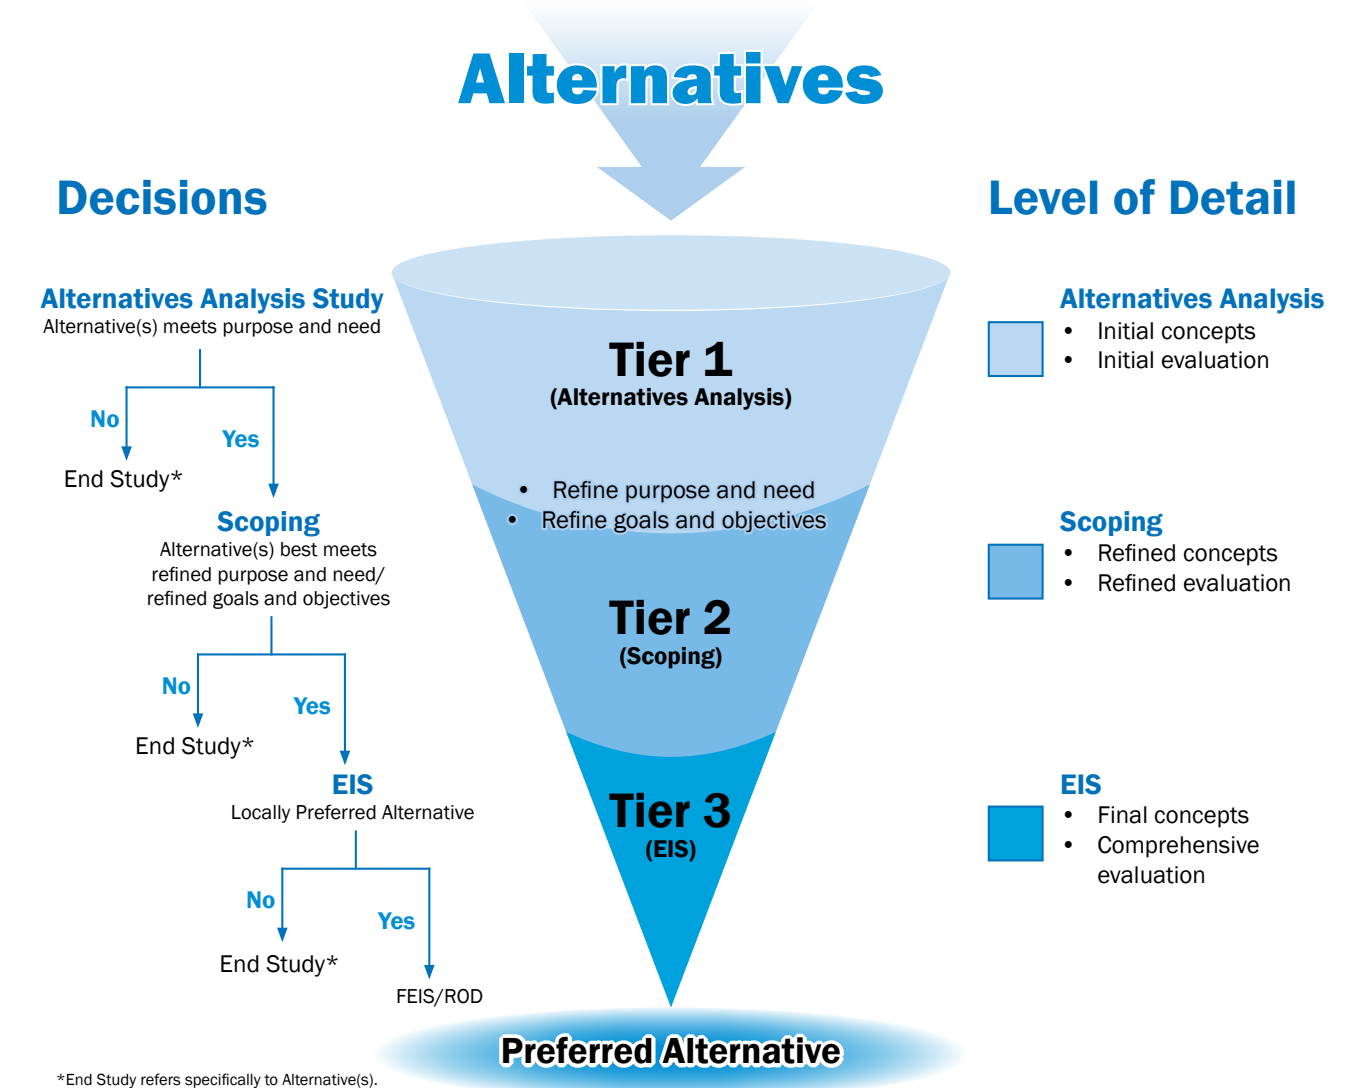 Alternatives
Decisions
Alternatives Analysis Study
Alternative(s) meets purpose and need
No
Yes
End Study*
Scoping
Alternative(s) best meets
refined purpose and need/
refined goals and objectives
No
Yes
End Study*
EIS
Locally Preferred Alternative
No
Yes
End Study*
FEIS/ROD
Tier 1
(Alternatives Analysis)
• Refine purpose and need
• Refine goals and objectives
Tier 2
(Scoping)
Tier 3
(EIS)
Preferred Alternative
Level of Detail
Alternatives Analysis
• Initial concepts
• Initial evaluation
Scoping
• Refined concepts
• Refined evaluation
EIS
• Final concepts
• Comprehensive
evaluation
*End Study refers specifically to Alternative(s).